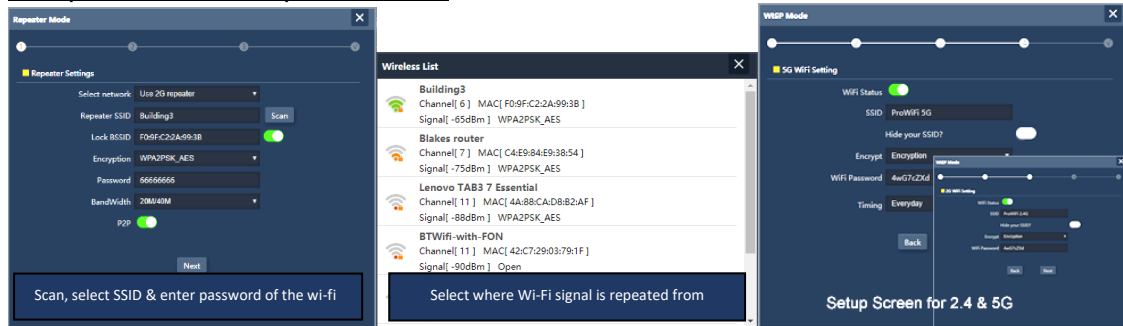 Repeater Mode
1 2 3
Repeater Settings
Select network Use 2G repeater
Repeater SSID Building3 Scan
Lock BSSID F0:9F:C2:2A:99:3B
Encryption WPA2PSK_AES
Password 66666666
BandWidth 20M/40M
P2P
Next
Scan, select SSID & enter password of the wi-fi
Wireless List
Building3
Channel[ 6 ] MAC[ F0:9F:C2:2A:99:3B ]
Signal[ -65dBm ] WPA2PSK_AES
Blakes router
Channel[ 7 ] MAC[ C4:E9:84:E9:38:54 ]
Signal[ -75dBm ] WPA2PSK_AES
Lenovo TAB3 7 Essential
Channel[ 11 ] MAC[ 4A:88:CA:D8:B2:AF ]
Signal[ -88dBm ] WPA2PSK_AES
BTWifi-with-FON
Channel[ 11 ] MAC[ 42:C7:29:03:79:1F ]
Signal[ -90dBm ] Open
Select where Wi-Fi signal is repeated from
WISP Mode
5G WiFi Setting
WiFi Status
SSID ProWiFi 5G
Hide your SSID?
Encrypt Encryption
WiFi Password 4wG7cZXd
Timing Everyday
Back
WISP Mode
2G WiFi Setting
WiFi Status
SSID ProWiFi 2.4G
Hide your SSID?
Encrypt Encryption
WiFi Password 4wG7cZXd
Back Next
Setup Screen for 2.4 & 5G